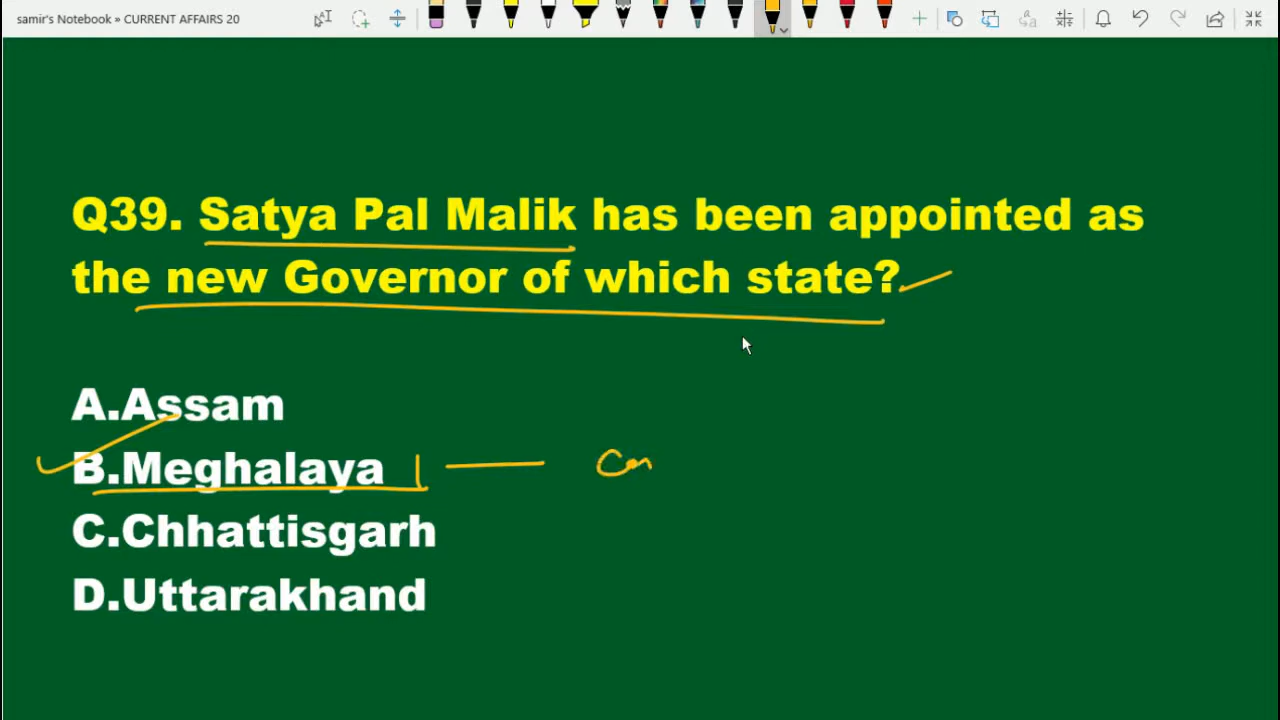 samir's Notebook » CURRENT AFFAIRS 20
Q39. Satya Pal Malik has been appointed as
the new Governor of which state?
A.Assam
B.Meghalaya
C.Chhattisgarh
D.Uttarakhand